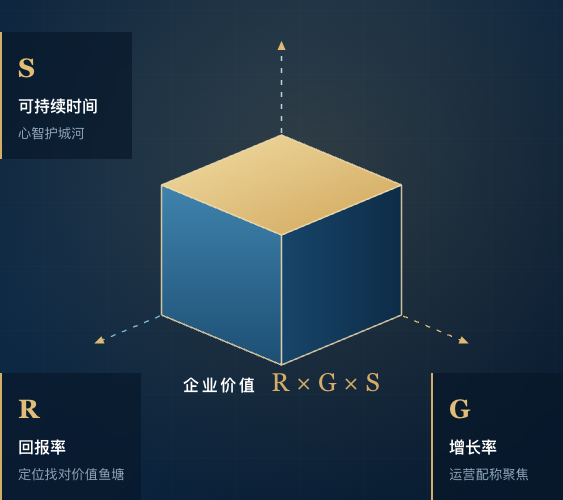 S
可持续时间
心智护城河
企业价值 R × G × S
R
回报率
定位找对价值鱼塘
G
增长率
运营配称聚焦